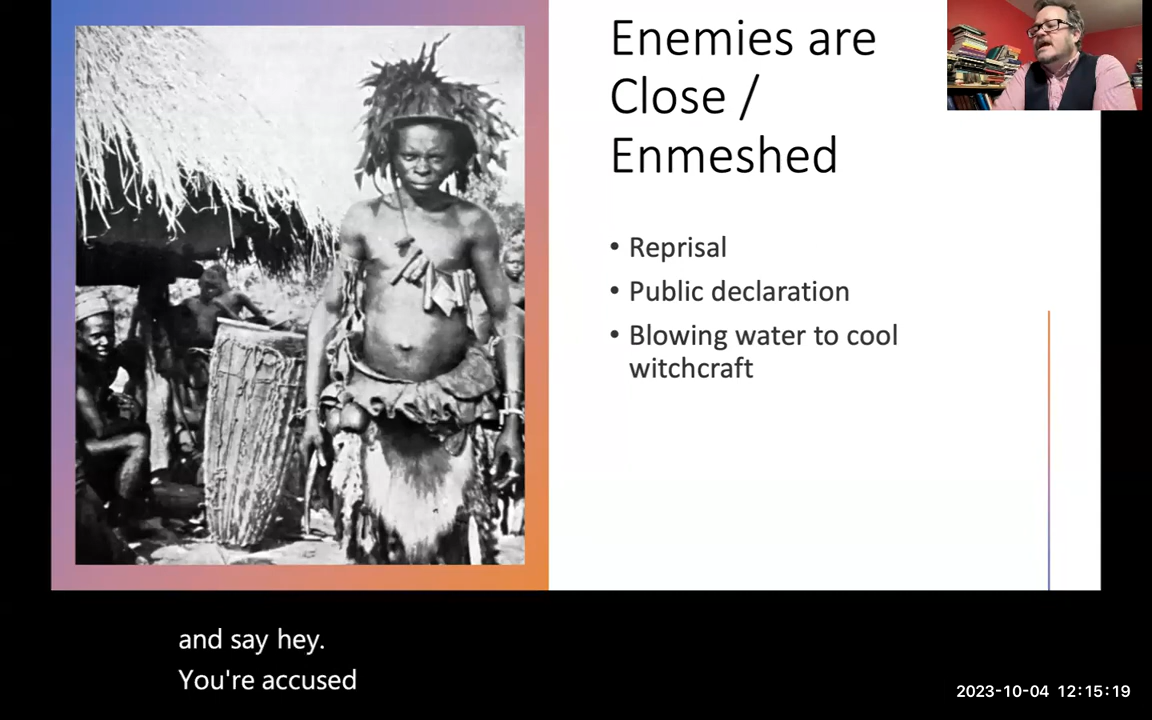 Enemies are
Close /
Enmeshed
• Reprisal
• Public declaration
• Blowing water to cool
witchcraft
and say hey.
You're accused
2023-10-04 12:15:19